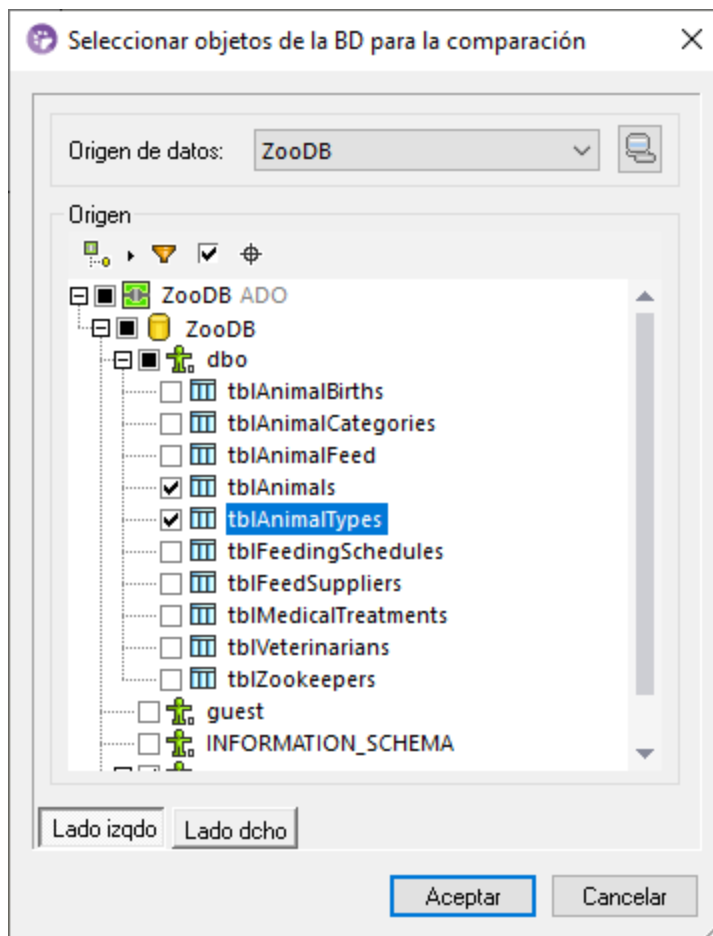 Seleccionar objetos de la BD para la comparación
Origen de datos: ZooDB
Origen
ZooDB ADO
ZooDB
dbo
tblAnimalBirths
tblAnimalCategories
tblAnimalFeed
tblAnimals
tblAnimalTypes
tblFeedingSchedules
tblFeedSuppliers
tblMedicalTreatments
tblVeterinarians
tblZookeepers
guest
INFORMATION_SCHEMA
Lado izqdo Lado dcho
Aceptar Cancelar